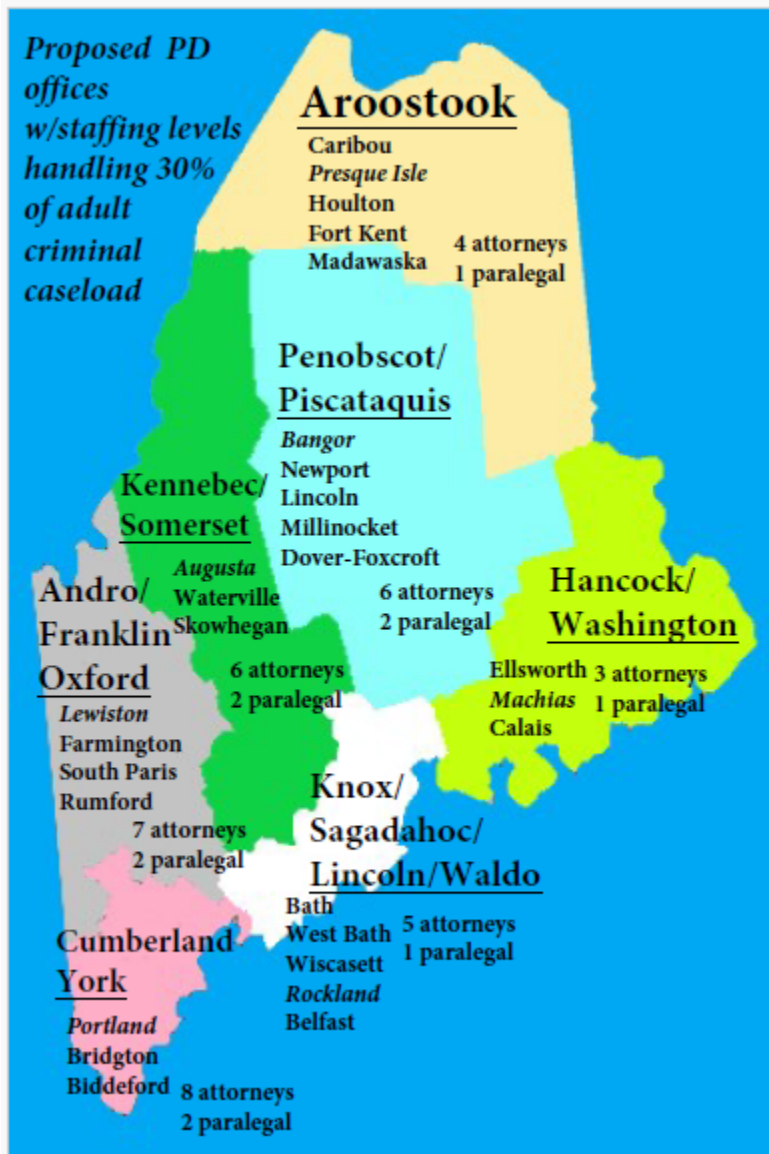 Proposed PD
offices
w/staffing levels
handling 30%
of adult
criminal
caseload
Aroostook
Caribou
Presque Isle
Houlton
Fort Kent
Madawaska
4 attorneys
1 paralegal
Penobscot/
Piscataquis
Bangor
Newport
Lincoln
Millinocket
Dover-Foxcroft
6 attorneys
2 paralegal
Kennebec/
Somerset
Augusta
Waterville
Skowhegan
6 attorneys
2 paralegal
Hancock/
Washington
Ellsworth
Machias
Calais
3 attorneys
1 paralegal
Andro/
Franklin
Oxford
Lewiston
Farmington
South Paris
Rumford
7 attorneys
2 paralegal
Knox/
Sagadahoc/
Lincoln/Waldo
Bath
West Bath
Wiscasett
Rockland
Belfast
5 attorneys
1 paralegal
Cumberland
York
Portland
Bridgton
Biddeford
8 attorneys
2 paralegal